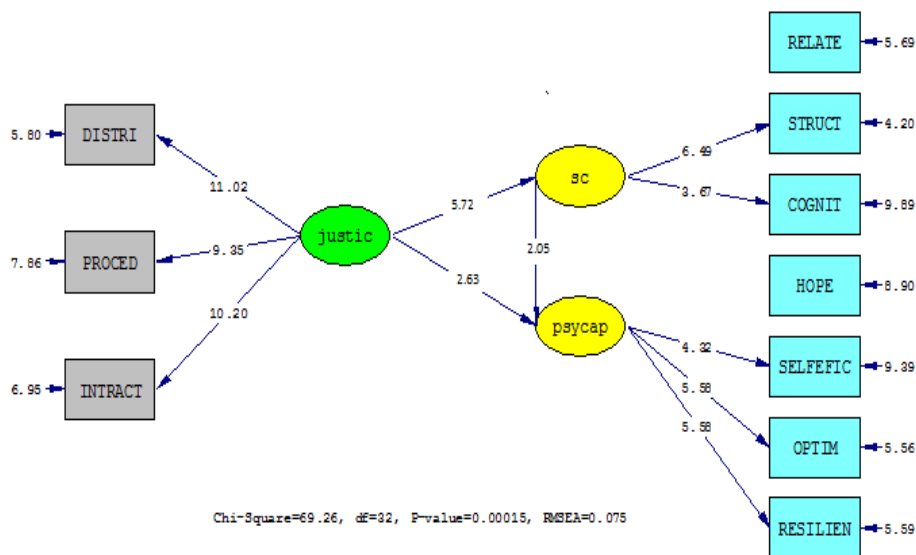 RELATE 5.69
STRUCT 4.20
5.80 DISTRI
6.49
sc
11.02
3.67
COGNIT 9.89
5.72
justic
7.86 PROCED
9.35
2.05
2.63
HOPE 8.90
10.20
psycap
4.32
SELFEFIC 9.39
6.95 INTRACT
5.58
5.58
OPTIM 5.56
Chi-Square=69.26, df=32, P-value=0.00015, RMSEA=0.075
RESILIEN 5.59